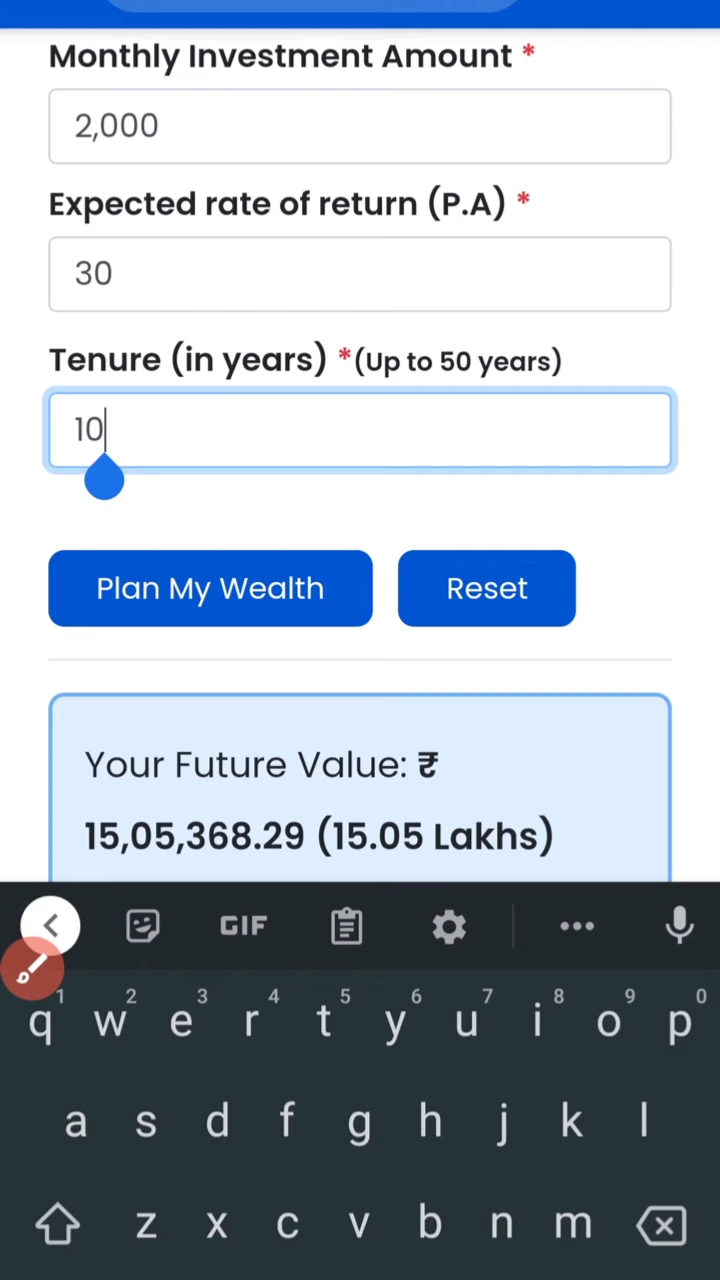 Monthly Investment Amount *
2,000
Expected rate of return (P.A) *
30
Tenure (in years) *(Up to 50 years)
10
Plan My Wealth Reset
Your Future Value: ₹
15,05,368.29 (15.05 Lakhs)
GIF
1 2 3 4 5 6 7 8 9 0
q w e r t y u i o p
a s d f g h j k l
z x c v b n m